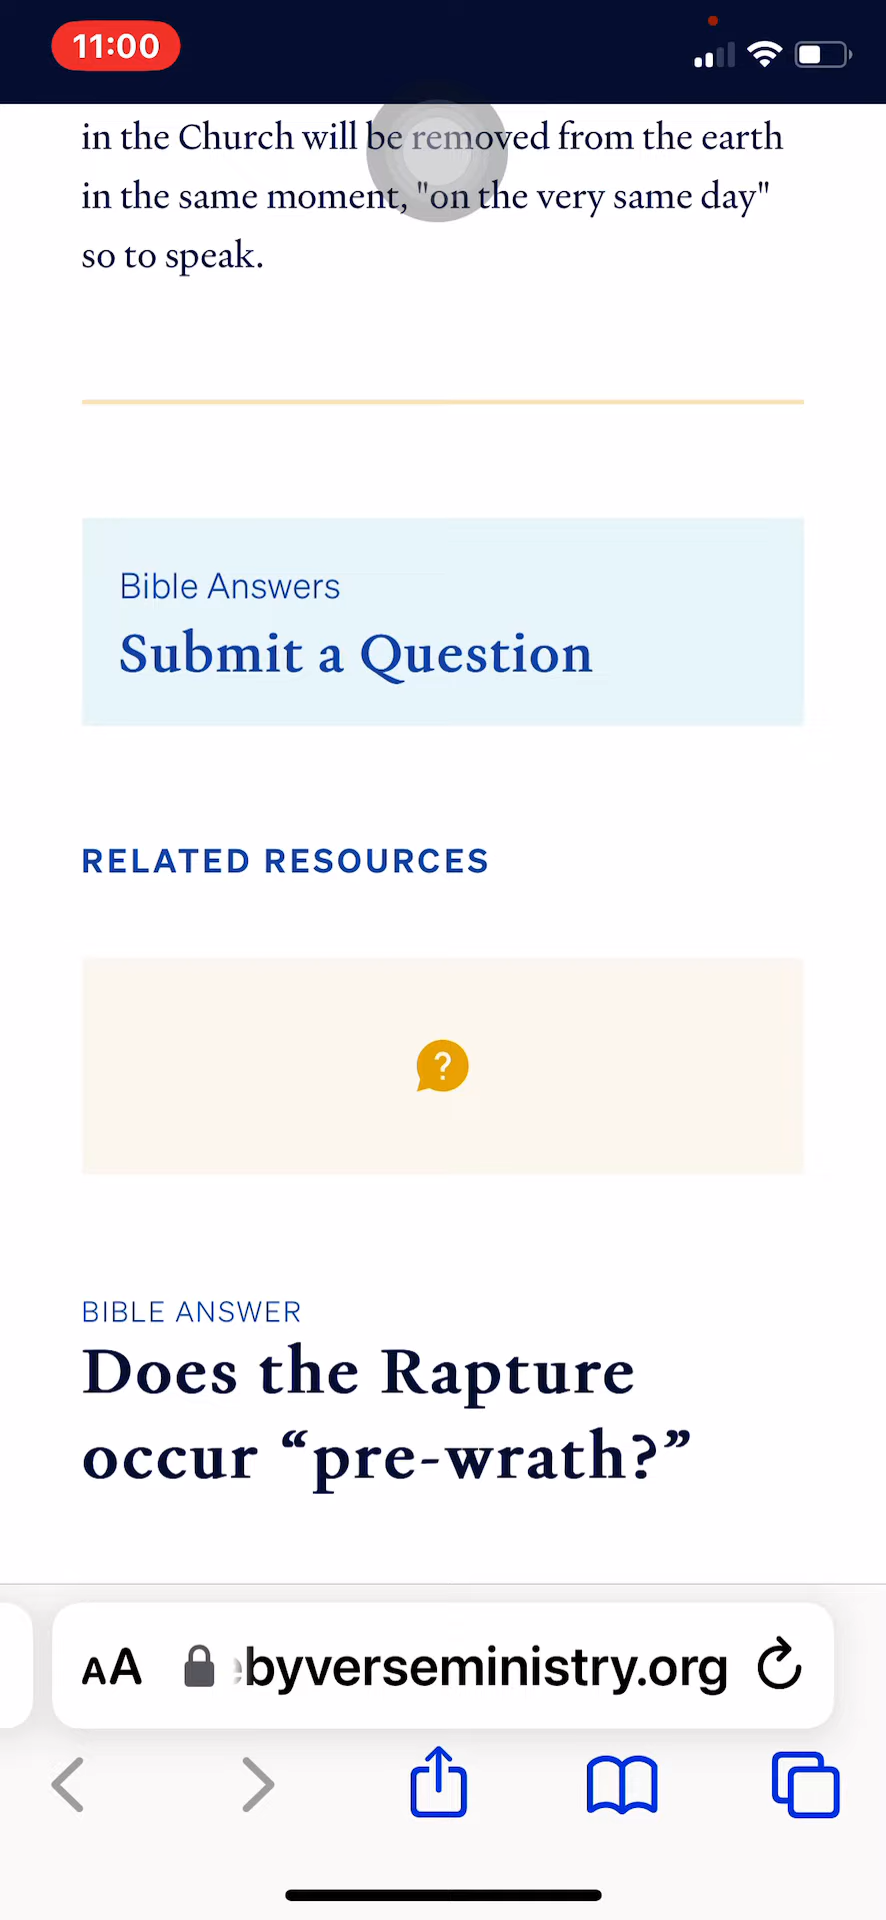 11:00
in the Church will be removed from the earth
in the same moment, "on the very same day"
so to speak.
Bible Answers
Submit a Question
RELATED RESOURCES
?
BIBLE ANSWER
Does the Rapture
occur “pre-wrath?”
AA byverseministry.org